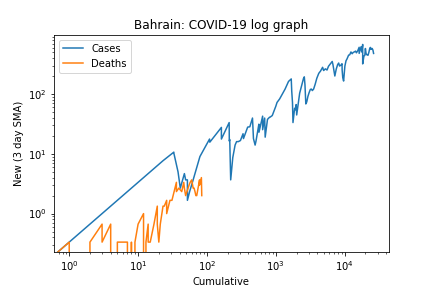 Bahrain: COVID-19 log graph
Cases
Deaths
New (3 day SMA)
10²
10¹
10⁰
10⁰ 10¹ 10² 10³ 10⁴
Cumulative